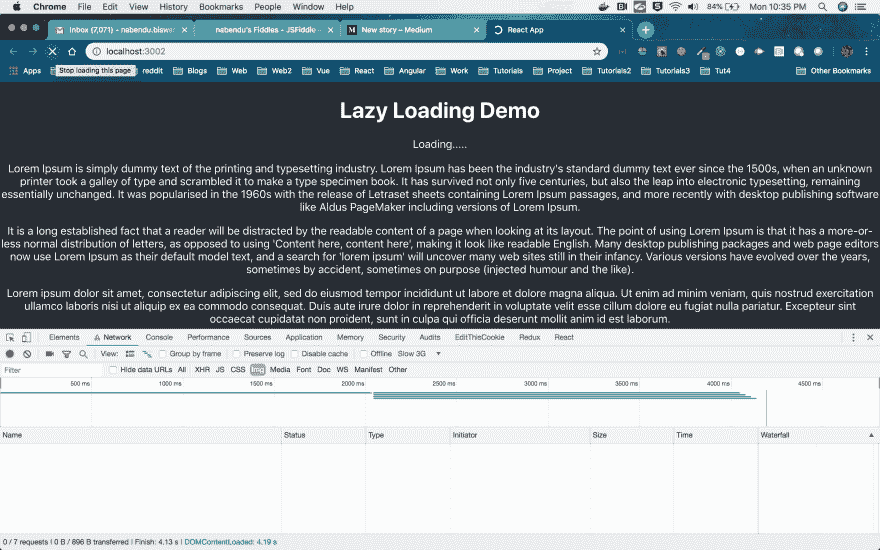 Chrome File Edit View History Bookmarks People Window Help 84% Mon 10:35 PM
Inbox (7,071) - nabendu.biswa
nabendu's Fiddles - JSFiddle
New story – Medium
React App
localhost:3002
Apps reddit Blogs Web Web2 Vue React Angular Work Tutorials Project Tutorials2 Tutorials3 Tut4 Other Bookmarks
Stop loading this page
Lazy Loading Demo
Loading.....
Lorem Ipsum is simply dummy text of the printing and typesetting industry. Lorem Ipsum has been the industry's standard dummy text ever since the 1500s, when an unknown
printer took a galley of type and scrambled it to make a type specimen book. It has survived not only five centuries, but also the leap into electronic typesetting, remaining
essentially unchanged. It was popularised in the 1960s with the release of Letraset sheets containing Lorem Ipsum passages, and more recently with desktop publishing software
like Aldus PageMaker including versions of Lorem Ipsum.
It is a long established fact that a reader will be distracted by the readable content of a page when looking at its layout. The point of using Lorem Ipsum is that it has a more-or-
less normal distribution of letters, as opposed to using 'Content here, content here', making it look like readable English. Many desktop publishing packages and web page editors
now use Lorem Ipsum as their default model text, and a search for 'lorem ipsum' will uncover many web sites still in their infancy. Various versions have evolved over the years,
sometimes by accident, sometimes on purpose (injected humour and the like).
Lorem ipsum dolor sit amet, consectetur adipiscing elit, sed do eiusmod tempor incididunt ut labore et dolore magna aliqua. Ut enim ad minim veniam, quis nostrud exercitation
ullamco laboris nisi ut aliquip ex ea commodo consequat. Duis aute irure dolor in reprehenderit in voluptate velit esse cillum dolore eu fugiat nulla pariatur. Excepteur sint
occaecat cupidatat non proident, sunt in culpa qui officia deserunt mollit anim id est laborum.
Elements Network Console Performance Sources Application Memory Security Audits EditThisCookie Redux React
View: Group by frame Preserve log Disable cache Offline Slow 3G
Filter Hide data URLs All XHR JS CSS Img Media Font Doc WS Manifest Other
500 ms 1000 ms 1500 ms 2000 ms 2500 ms 3000 ms 3500 ms 4000 ms 4500 ms
Name Status Type Initiator Size Time Waterfall
0 / 7 requests | 0 B / 896 B transferred | Finish: 4.13 s | DOMContentLoaded: 4.19 s